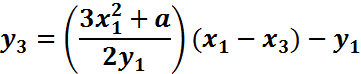 y₃ = ((3x₁² + a) / (2y₁)) (x₁ − x₃) − y₁